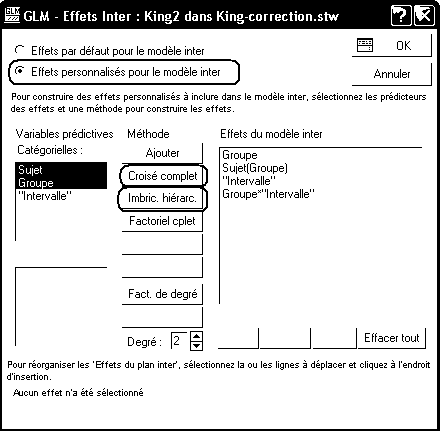 GLM
GLM - Effets Inter : King2 dans King-correction.stw
Effets par défaut pour le modèle inter
OK
Effets personnalisés pour le modèle inter
Annuler
Pour construire des effets personnalisés à inclure dans le modèle inter, sélectionnez les prédicteurs
des effets et une méthode pour construire les effets.
Variables prédictives
Méthode
Effets du modèle inter
Catégorielles :
Ajouter
Sujet
Groupe
"Intervalle"
Croisé complet
Imbric. hiérarc.
Factoriel cplet
Fact. de degré
Degré : 2
Groupe
Sujet(Groupe)
"Intervalle"
Groupe*"Intervalle"
Effacer tout
Pour réorganiser les 'Effets du plan inter', sélectionnez la ou les lignes à déplacer et cliquez à l'endroit
d'insertion.
Aucun effet n'a été sélectionné